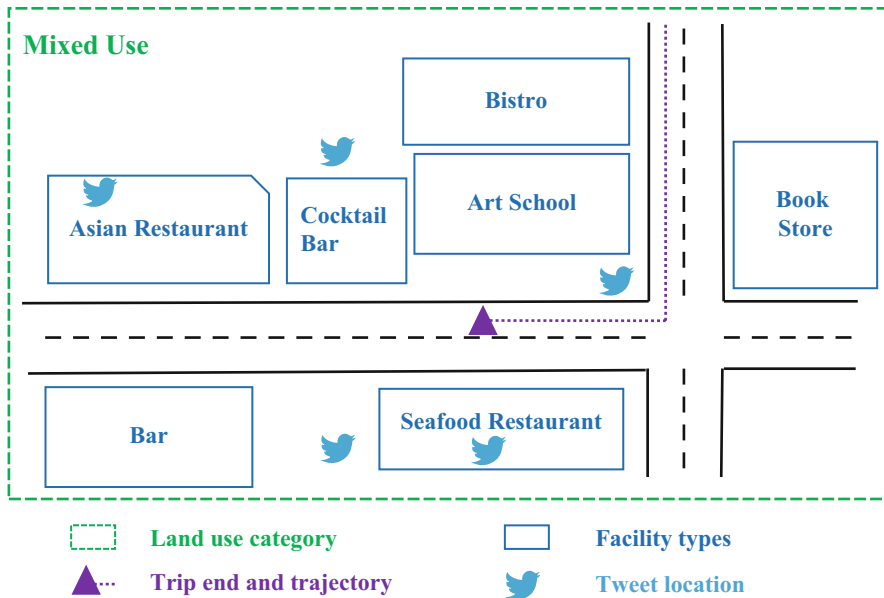 Mixed Use
Bistro
Art School
Book
Store
Cocktail
Bar
Asian Restaurant
Bar
Seafood Restaurant
Land use category
Facility types
Trip end and trajectory
Tweet location